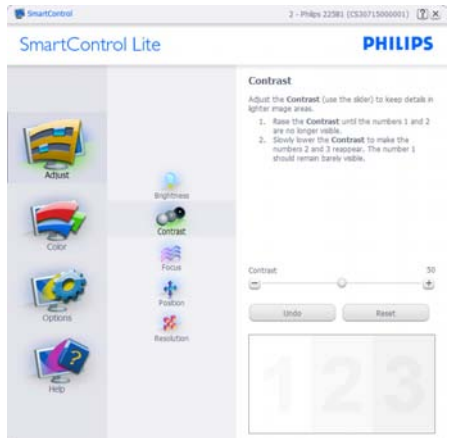 SmartControl
2 - Philips 225B1 (CS30715000001)
SmartControl Lite
PHILIPS
Adjust
Color
Options
Help
Brightness
Contrast
Focus
Position
Resolution
Contrast
Adjust the Contrast (use the slider) to keep details in
lighter image areas.
1. Raise the Contrast until the numbers 1 and 2
are no longer visible.
2. Slowly lower the Contrast to make the
numbers 2 and 3 reappear. The number 1
should remain barely visible.
Contrast
50
Undo
Reset
1 2 3